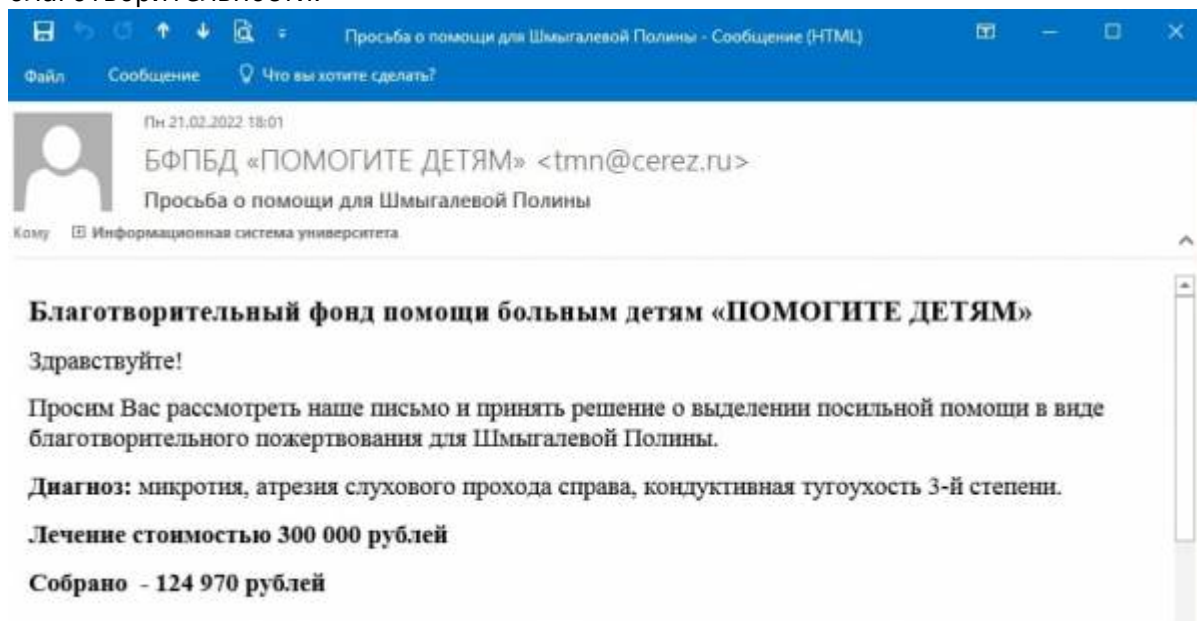 благотворительности.
Просьба о помощи для Шмыгалевой Полины - Сообщение (HTML)
Файл Сообщение Что вы хотите сделать?
Пн 21.02.2022 18:01
БФПБД «ПОМОГИТЕ ДЕТЯМ» <tmn@cerez.ru>
Просьба о помощи для Шмыгалевой Полины
Кому Информационная система университета
Благотворительный фонд помощи больным детям «ПОМОГИТЕ ДЕТЯМ»
Здравствуйте!
Просим Вас рассмотреть наше письмо и принять решение о выделении посильной помощи в виде
благотворительного пожертвования для Шмыгалевой Полины.
Диагноз: микротия, атрезия слухового прохода справа, кондуктивная тугоухость 3-й степени.
Лечение стоимостью 300 000 рублей
Собрано - 124 970 рублей